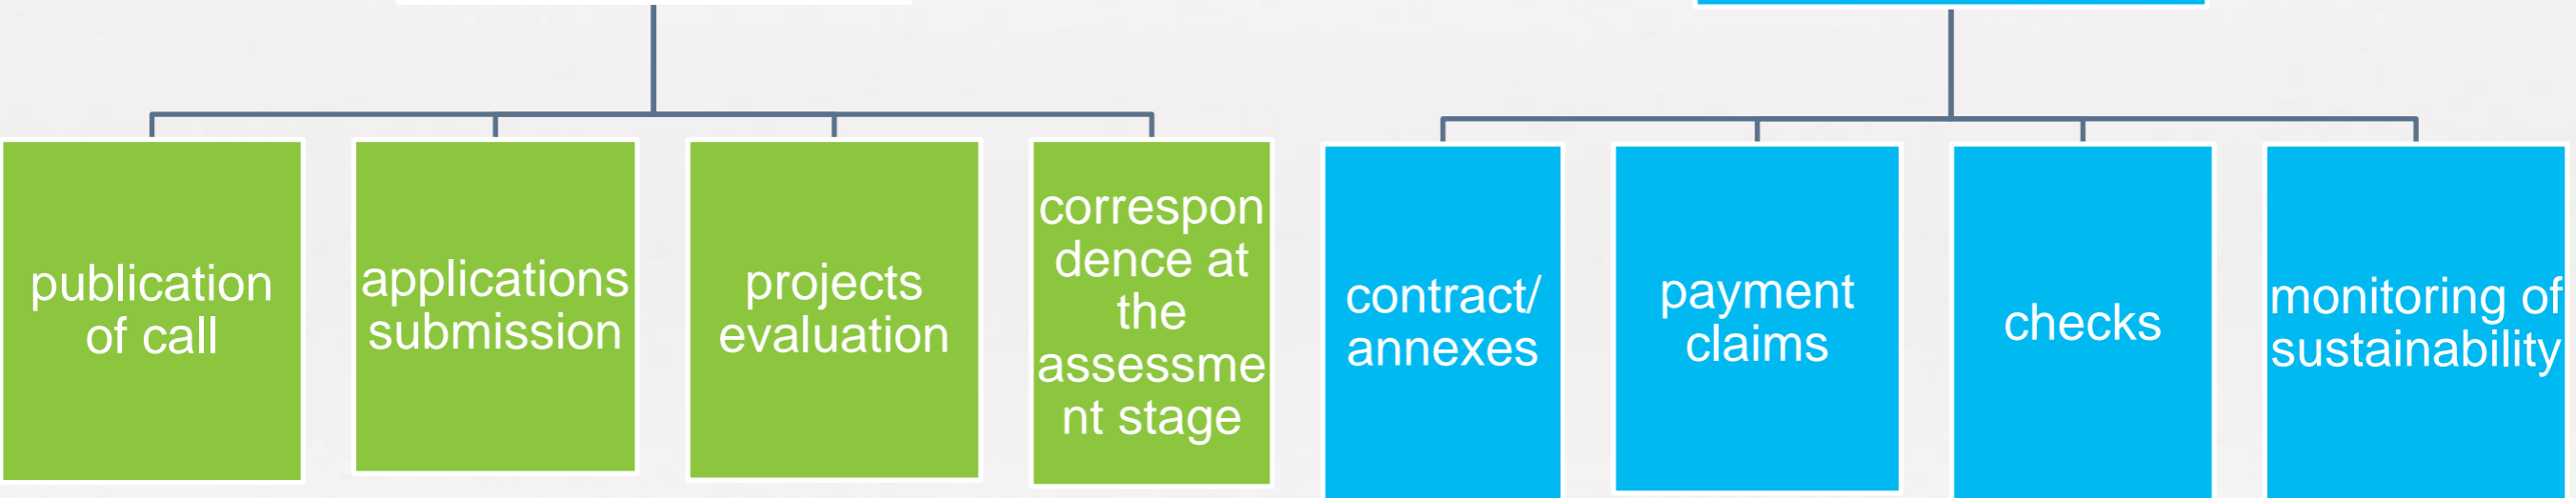 publication
of call
applications
submission
projects
evaluation
correspon
dence at
the
assessme
nt stage
contract/
annexes
payment
claims
checks
monitoring of
sustainability